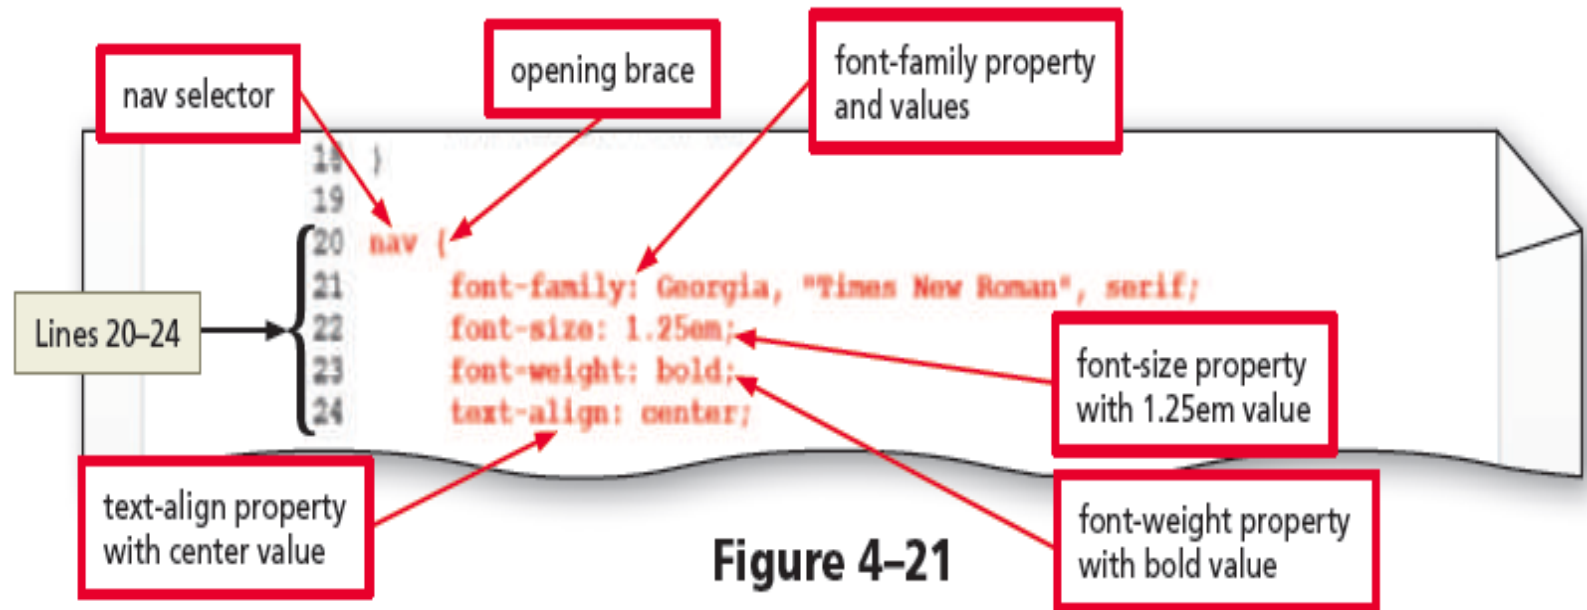 nav selector
opening brace
font-family property
and values
18 }
19
20 nav {
21 font-family: Georgia, "Times New Roman", serif;
22 font-size: 1.25em;
23 font-weight: bold;
24 text-align: center;
Lines 20–24
font-size property
with 1.25em value
text-align property
with center value
font-weight property
with bold value
Figure 4–21